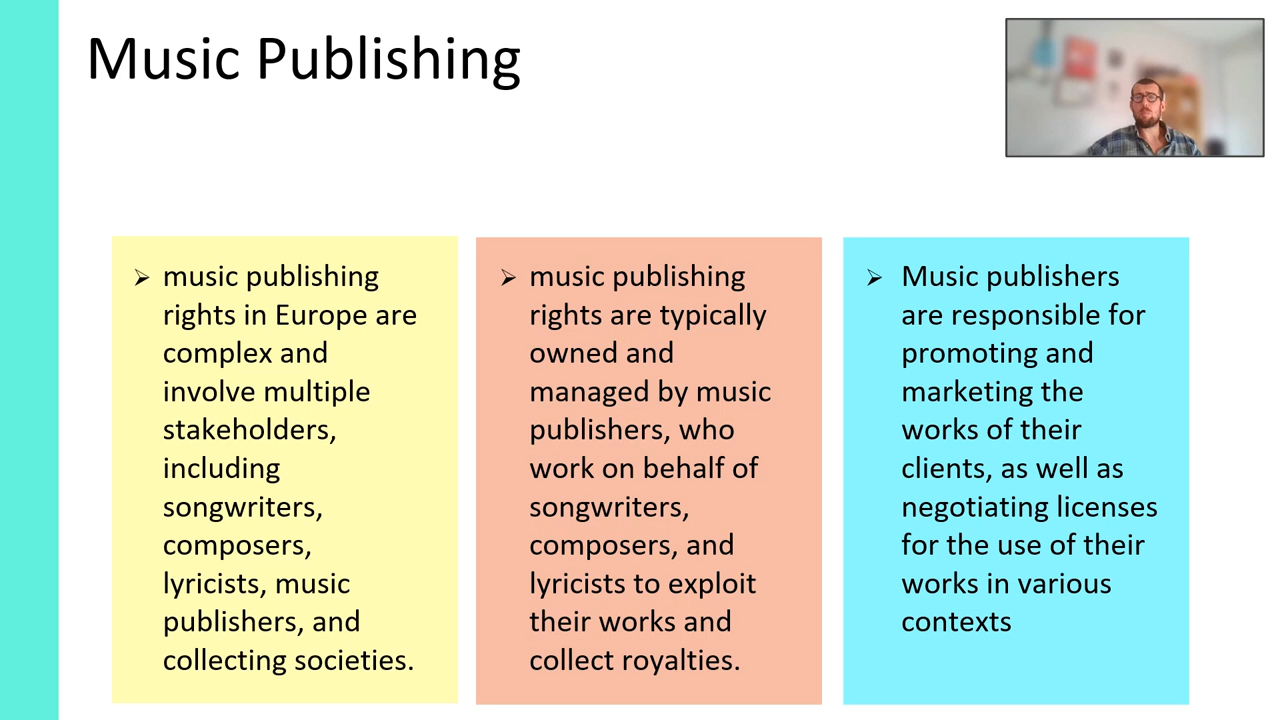 Music Publishing
➢ music publishing
rights in Europe are
complex and
involve multiple
stakeholders,
including
songwriters,
composers,
lyricists, music
publishers, and
collecting societies.
➢ music publishing
rights are typically
owned and
managed by music
publishers, who
work on behalf of
songwriters,
composers, and
lyricists to exploit
their works and
collect royalties.
➢ Music publishers
are responsible for
promoting and
marketing the
works of their
clients, as well as
negotiating licenses
for the use of their
works in various
contexts